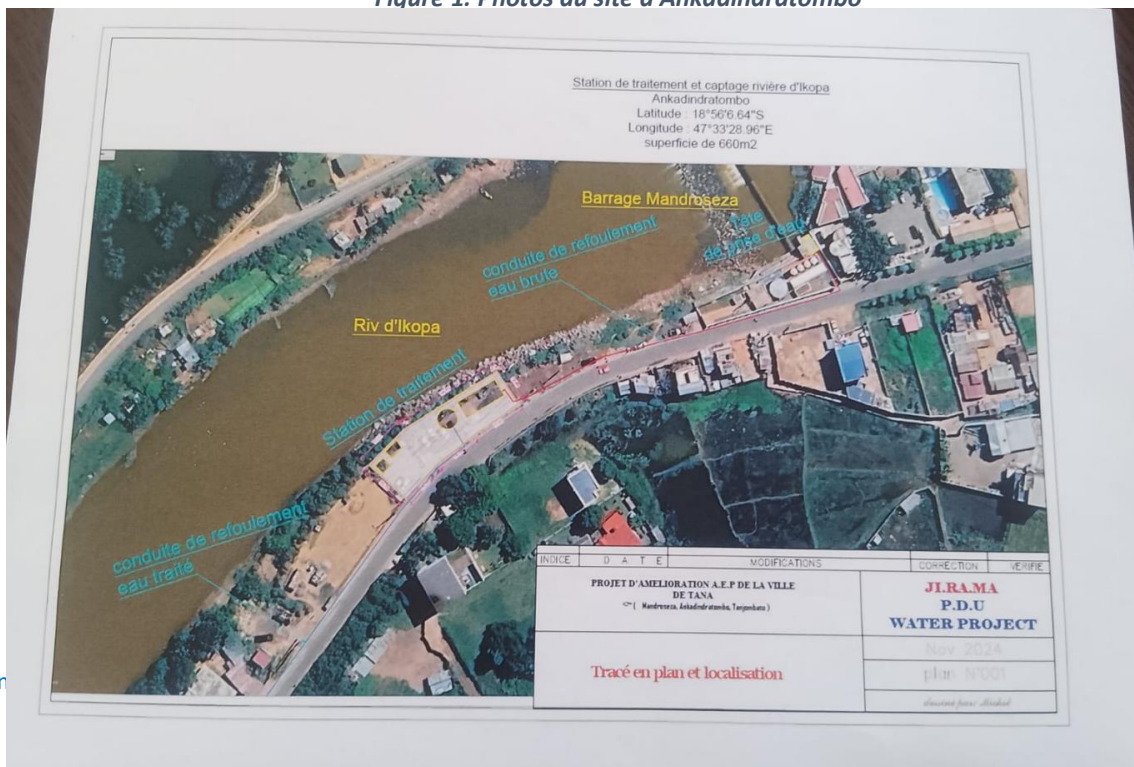 Figure 1. Photos du site d'Ankadindratombo
Station de traitement et captage rivière d'Ikopa
Ankadindratombo
Latitude : 18°56'6.64"S
Longitude : 47°33'28.96"E
superficie de 660m2
Barrage Mandroseza
Tête
de prise d'eau
conduite de refoulement
eau brute
Riv d'Ikopa
Station de traitement
conduite de refoulement
eau traité
INDICE
D A T E
MODIFICATIONS
CORRECTION
VERIFIE
PROJET D'AMELIORATION A.E.P DE LA VILLE
DE TANA
( Mandroseza, Ankadindratombo, Tanjombato )
JI.RA.MA
P.D.U
WATER PROJECT
Nov 2024
Tracé en plan et localisation
plan N°001
dessiné par: Michel